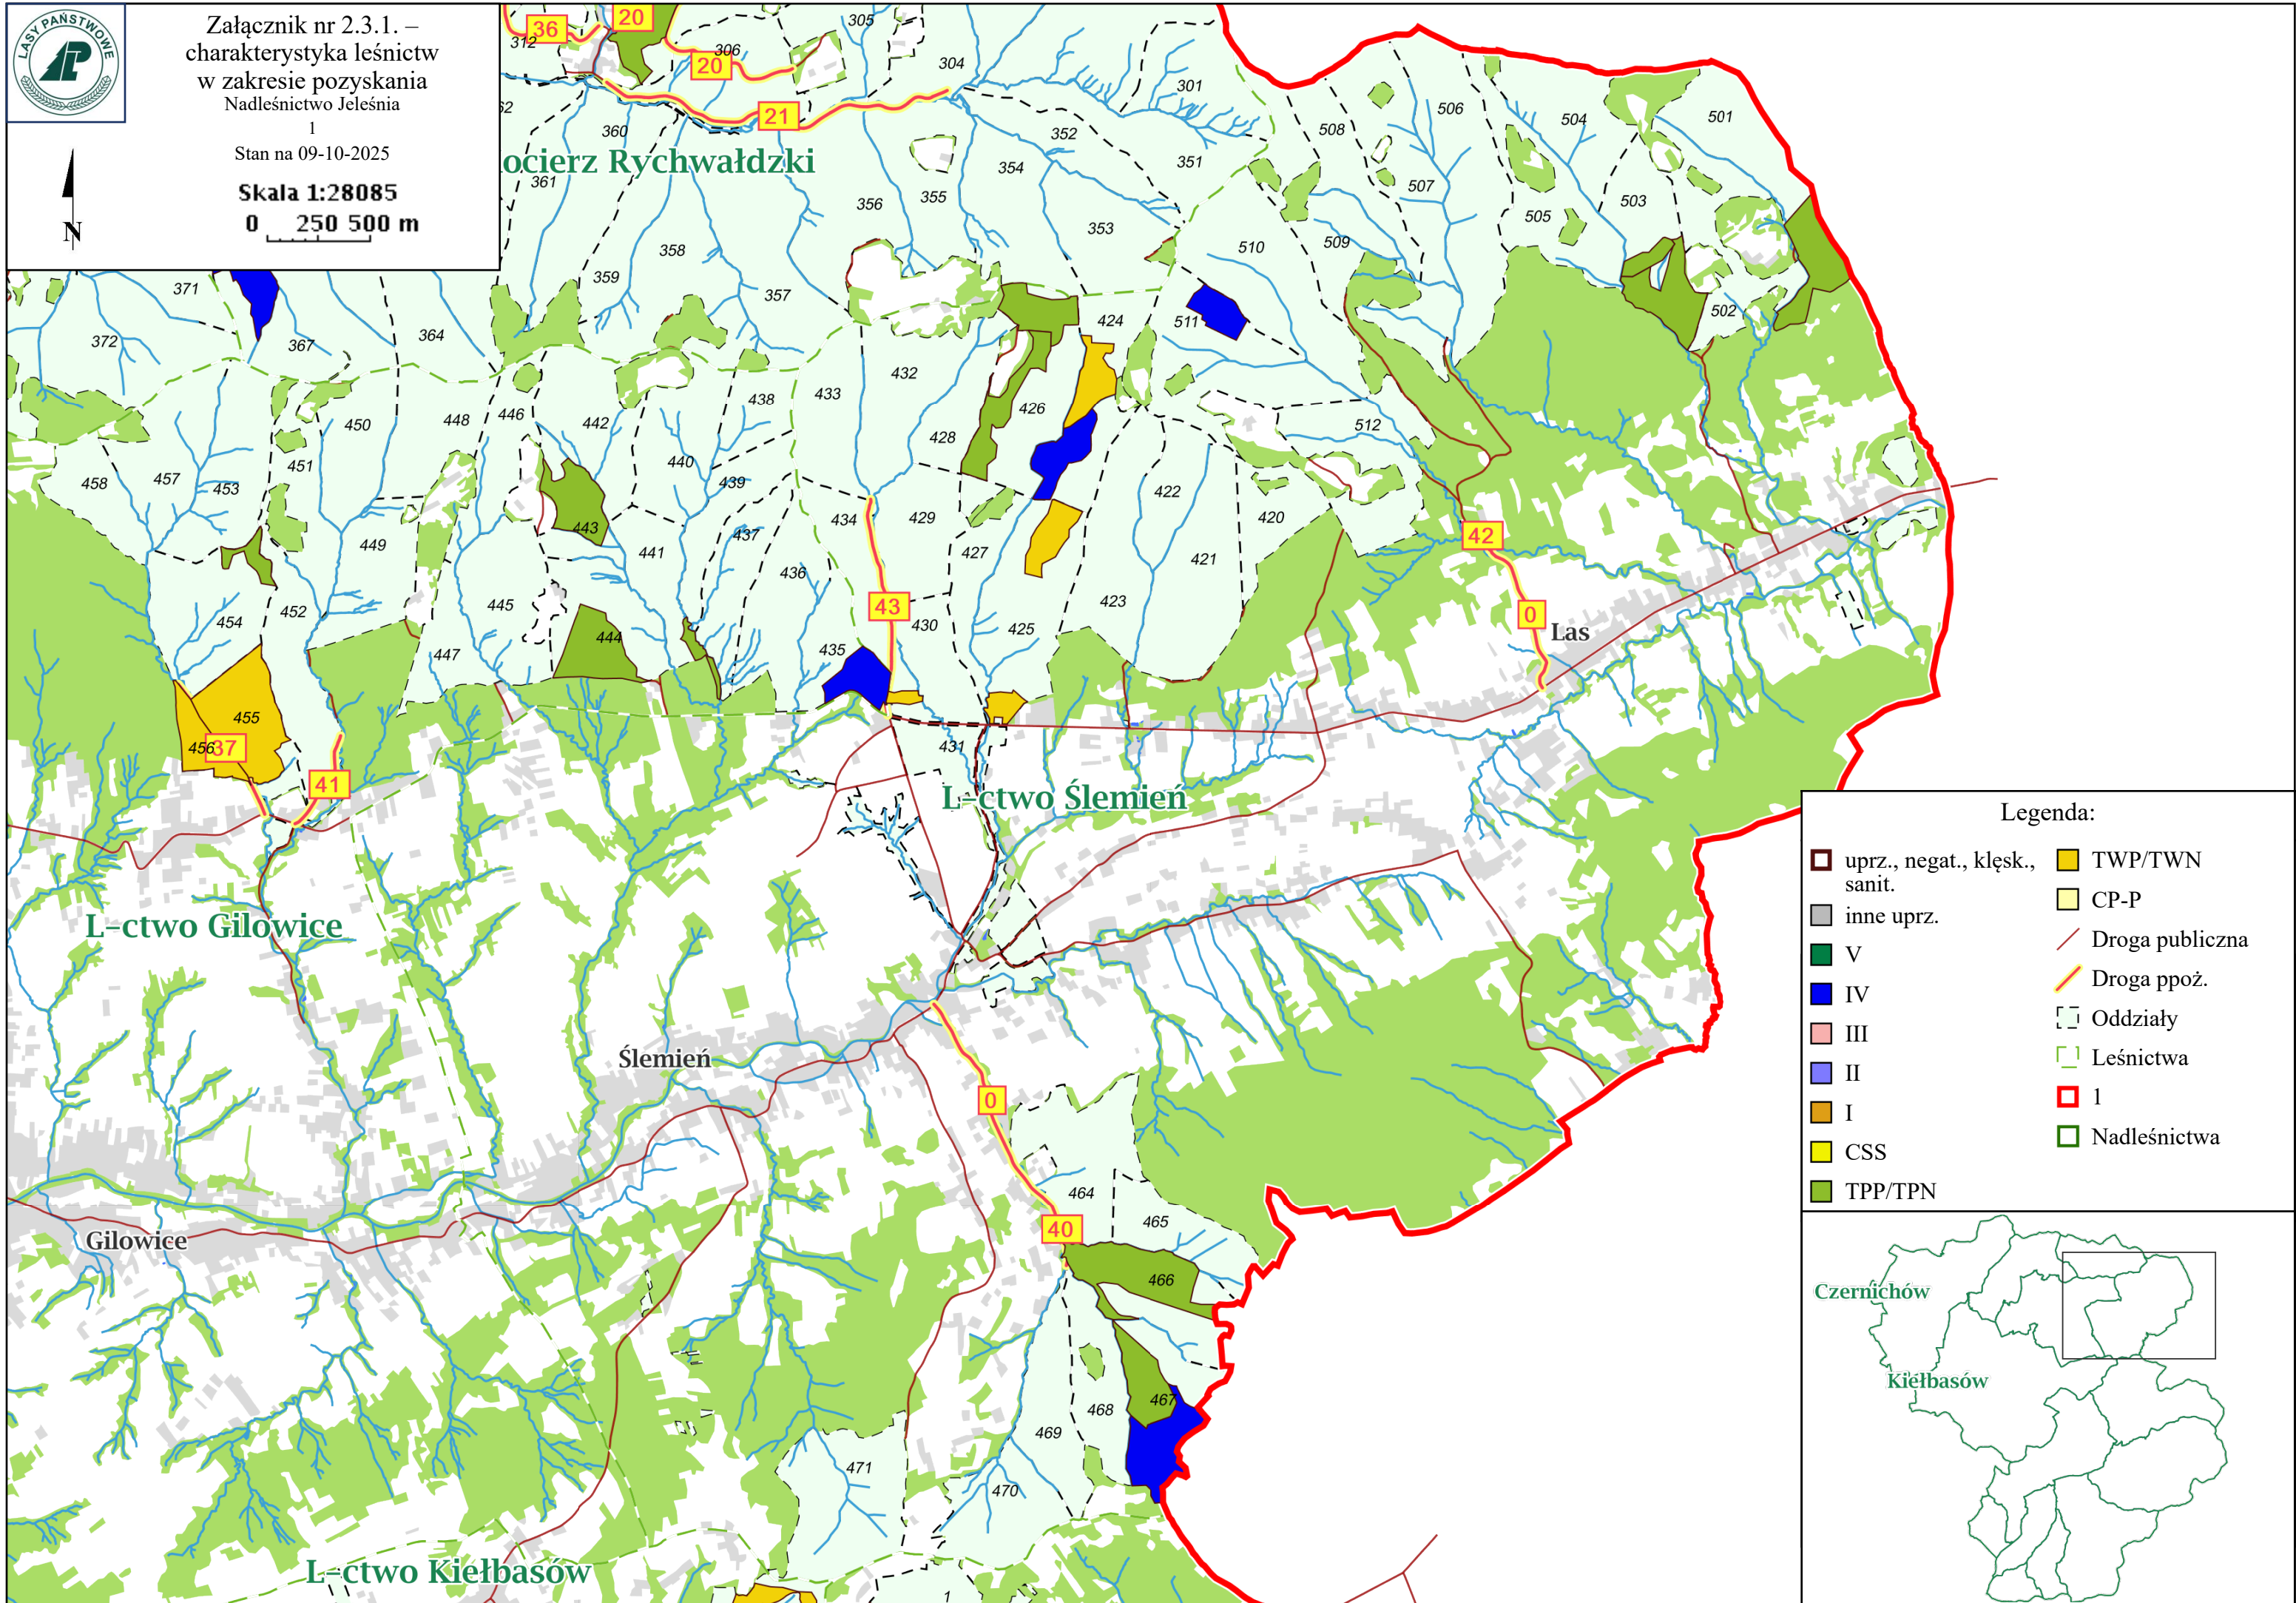 LASY PAŃSTWOWE
Załącznik nr 2.3.1. –
charakterystyka leśnictw
w zakresie pozyskania
Nadleśnictwo Jeleśnia
1
Stan na 09-10-2025
Skala 1:28085
0 250 500 m
N
36
20
312
306
20
305
304
301
21
62
360
361
ocierz Rychwałdzki
352
351
354
355
356
353
358
359
357
508
506
504
501
507
505
503
510
509
502
511
371
372
367
364
424
432
433
438
426
428
512
450
448
446
442
458
457
453
451
440
439
422
420
443
434
429
449
441
437
427
42
421
436
445
43
430
423
454
452
444
425
0
Las
447
435
455
456
37
431
41
L-ctwo Ślemień
L-ctwo Gilowice
Ślemień
0
464
465
Gilowice
40
466
467
468
469
471
470
L-ctwo Kiełbasów
1
Legenda:
uprz., negat., klęsk.,
sanit.
inne uprz.
V
IV
III
II
I
CSS
TPP/TPN
TWP/TWN
CP-P
Droga publiczna
Droga ppoż.
Oddziały
Leśnictwa
1
Nadleśnictwa
Czernichów
Kiełbasów